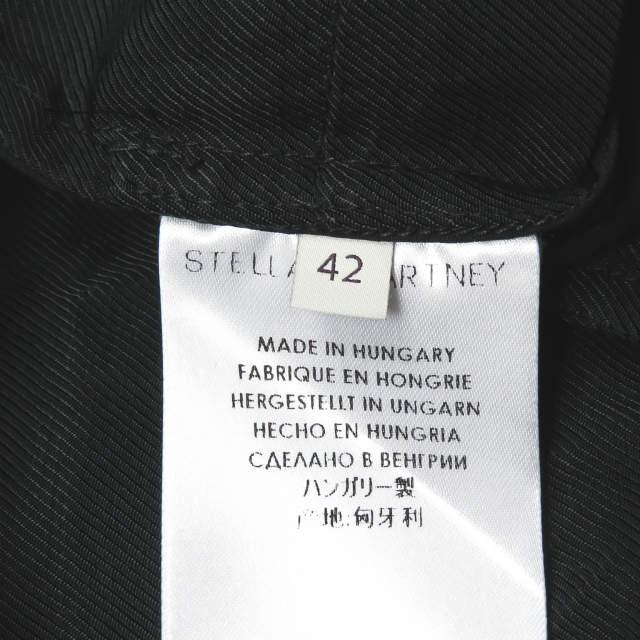 STELLA McCARTNEY
42
MADE IN HUNGARY
FABRIQUE EN HONGRIE
HERGESTELLT IN UNGARN
HECHO EN HUNGRIA
СДЕЛАНО В ВЕНГРИИ
ハンガリー製
产地:匈牙利